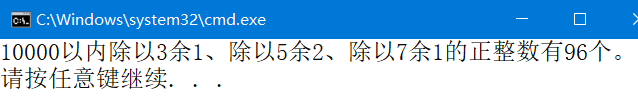 C:\Windows\system32\cmd.exe
10000以内除以3余1、除以5余2、除以7余1的正整数有96个。
请按任意键继续. . .